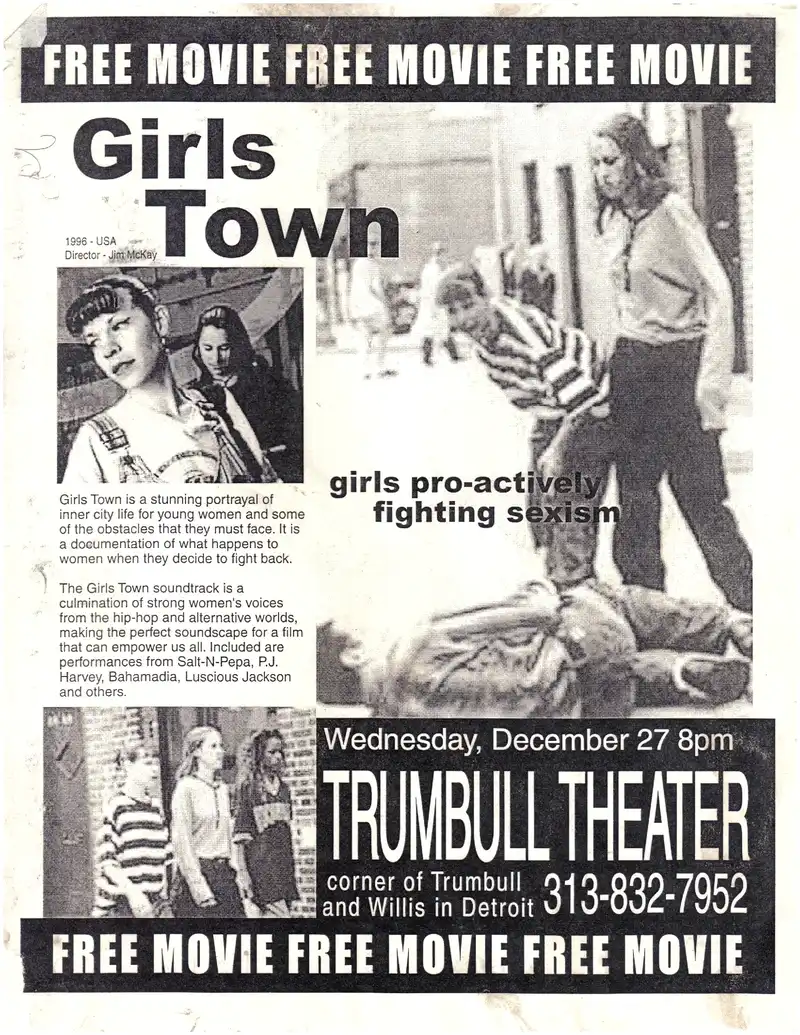 FREE MOVIE FREE MOVIE FREE MOVIE
Girls
Town
1996 - USA
Director - Jim McKay
girls pro-actively
fighting sexism
Girls Town is a stunning portrayal of
inner city life for young women and some
of the obstacles that they must face. It is
a documentation of what happens to
women when they decide to fight back.
The Girls Town soundtrack is a
culmination of strong women's voices
from the hip-hop and alternative worlds,
making the perfect soundscape for a film
that can empower us all. Included are
performances from Salt-N-Pepa, P.J.
Harvey, Bahamadia, Luscious Jackson
and others.
Wednesday, December 27 8pm
TRUMBULL THEATER
corner of Trumbull
and Willis in Detroit
313-832-7952
FREE MOVIE FREE MOVIE FREE MOVIE